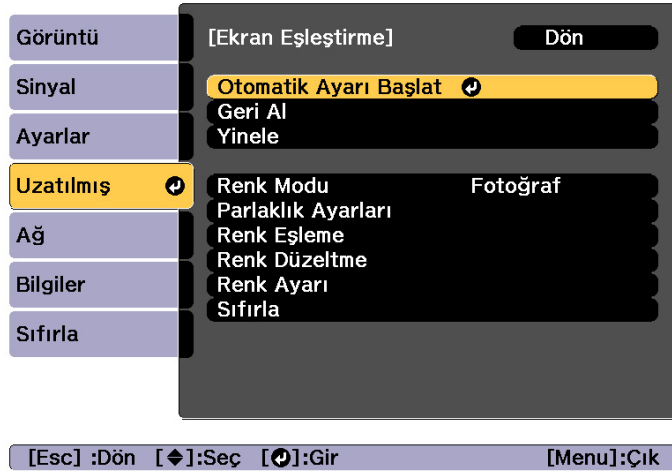 Görüntü
Sinyal
Ayarlar
Uzatılmış
Ağ
Bilgiler
Sıfırla
[Ekran Eşleştirme] Dön
Otomatik Ayarı Başlat
Geri Al
Yinele
Renk Modu Fotoğraf
Parlaklık Ayarları
Renk Eşleme
Renk Düzeltme
Renk Ayarı
Sıfırla
[Esc] :Dön [◆]:Seç [↵]:Gir [Menu]:Çık